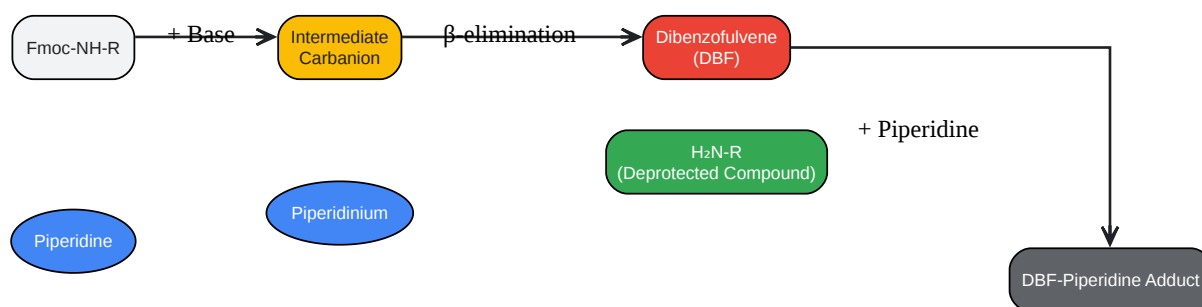 Fmoc-NH-R
+ Base
Intermediate
Carbanion
β-elimination
Dibenzofulvene
(DBF)
+ Piperidine
H₂N-R
(Deprotected Compound)
Piperidinium
Piperidine
DBF-Piperidine Adduct